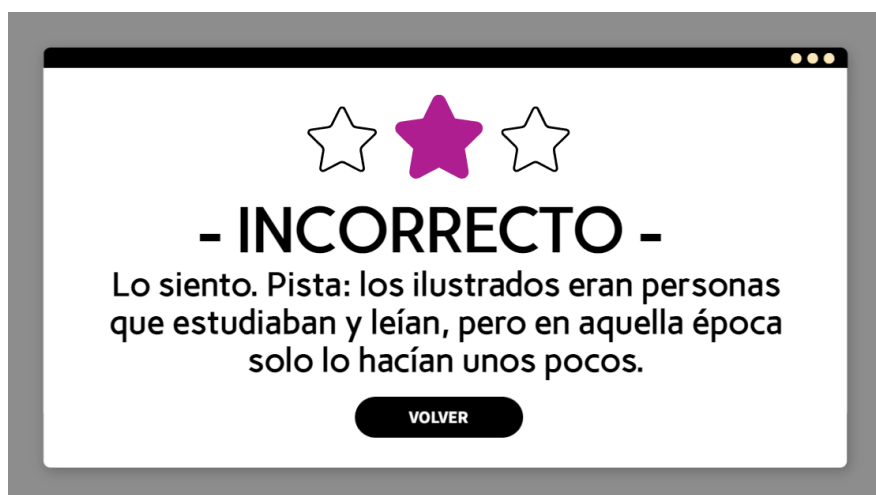 - INCORRECTO -
Lo siento. Pista: los ilustrados eran personas
que estudiaban y leían, pero en aquella época
solo lo hacían unos pocos.
VOLVER